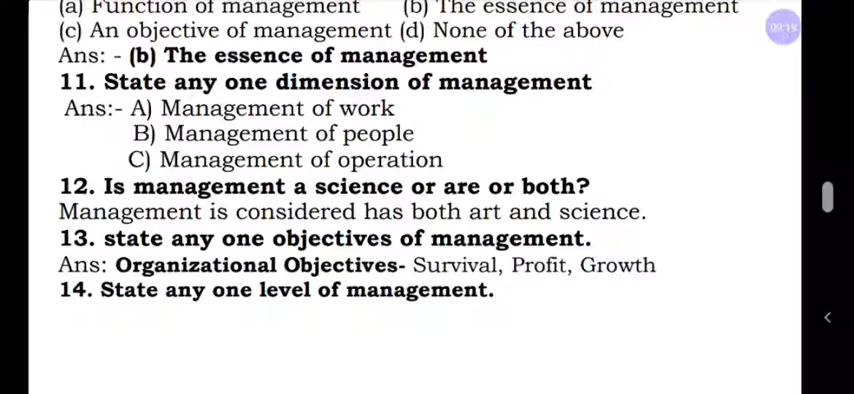 (a) Function of management (b) The essence of management
(c) An objective of management (d) None of the above
Ans: - (b) The essence of management
11. State any one dimension of management
Ans:- A) Management of work
B) Management of people
C) Management of operation
12. Is management a science or are or both?
Management is considered has both art and science.
13. state any one objectives of management.
Ans: Organizational Objectives- Survival, Profit, Growth
14. State any one level of management.
09:19